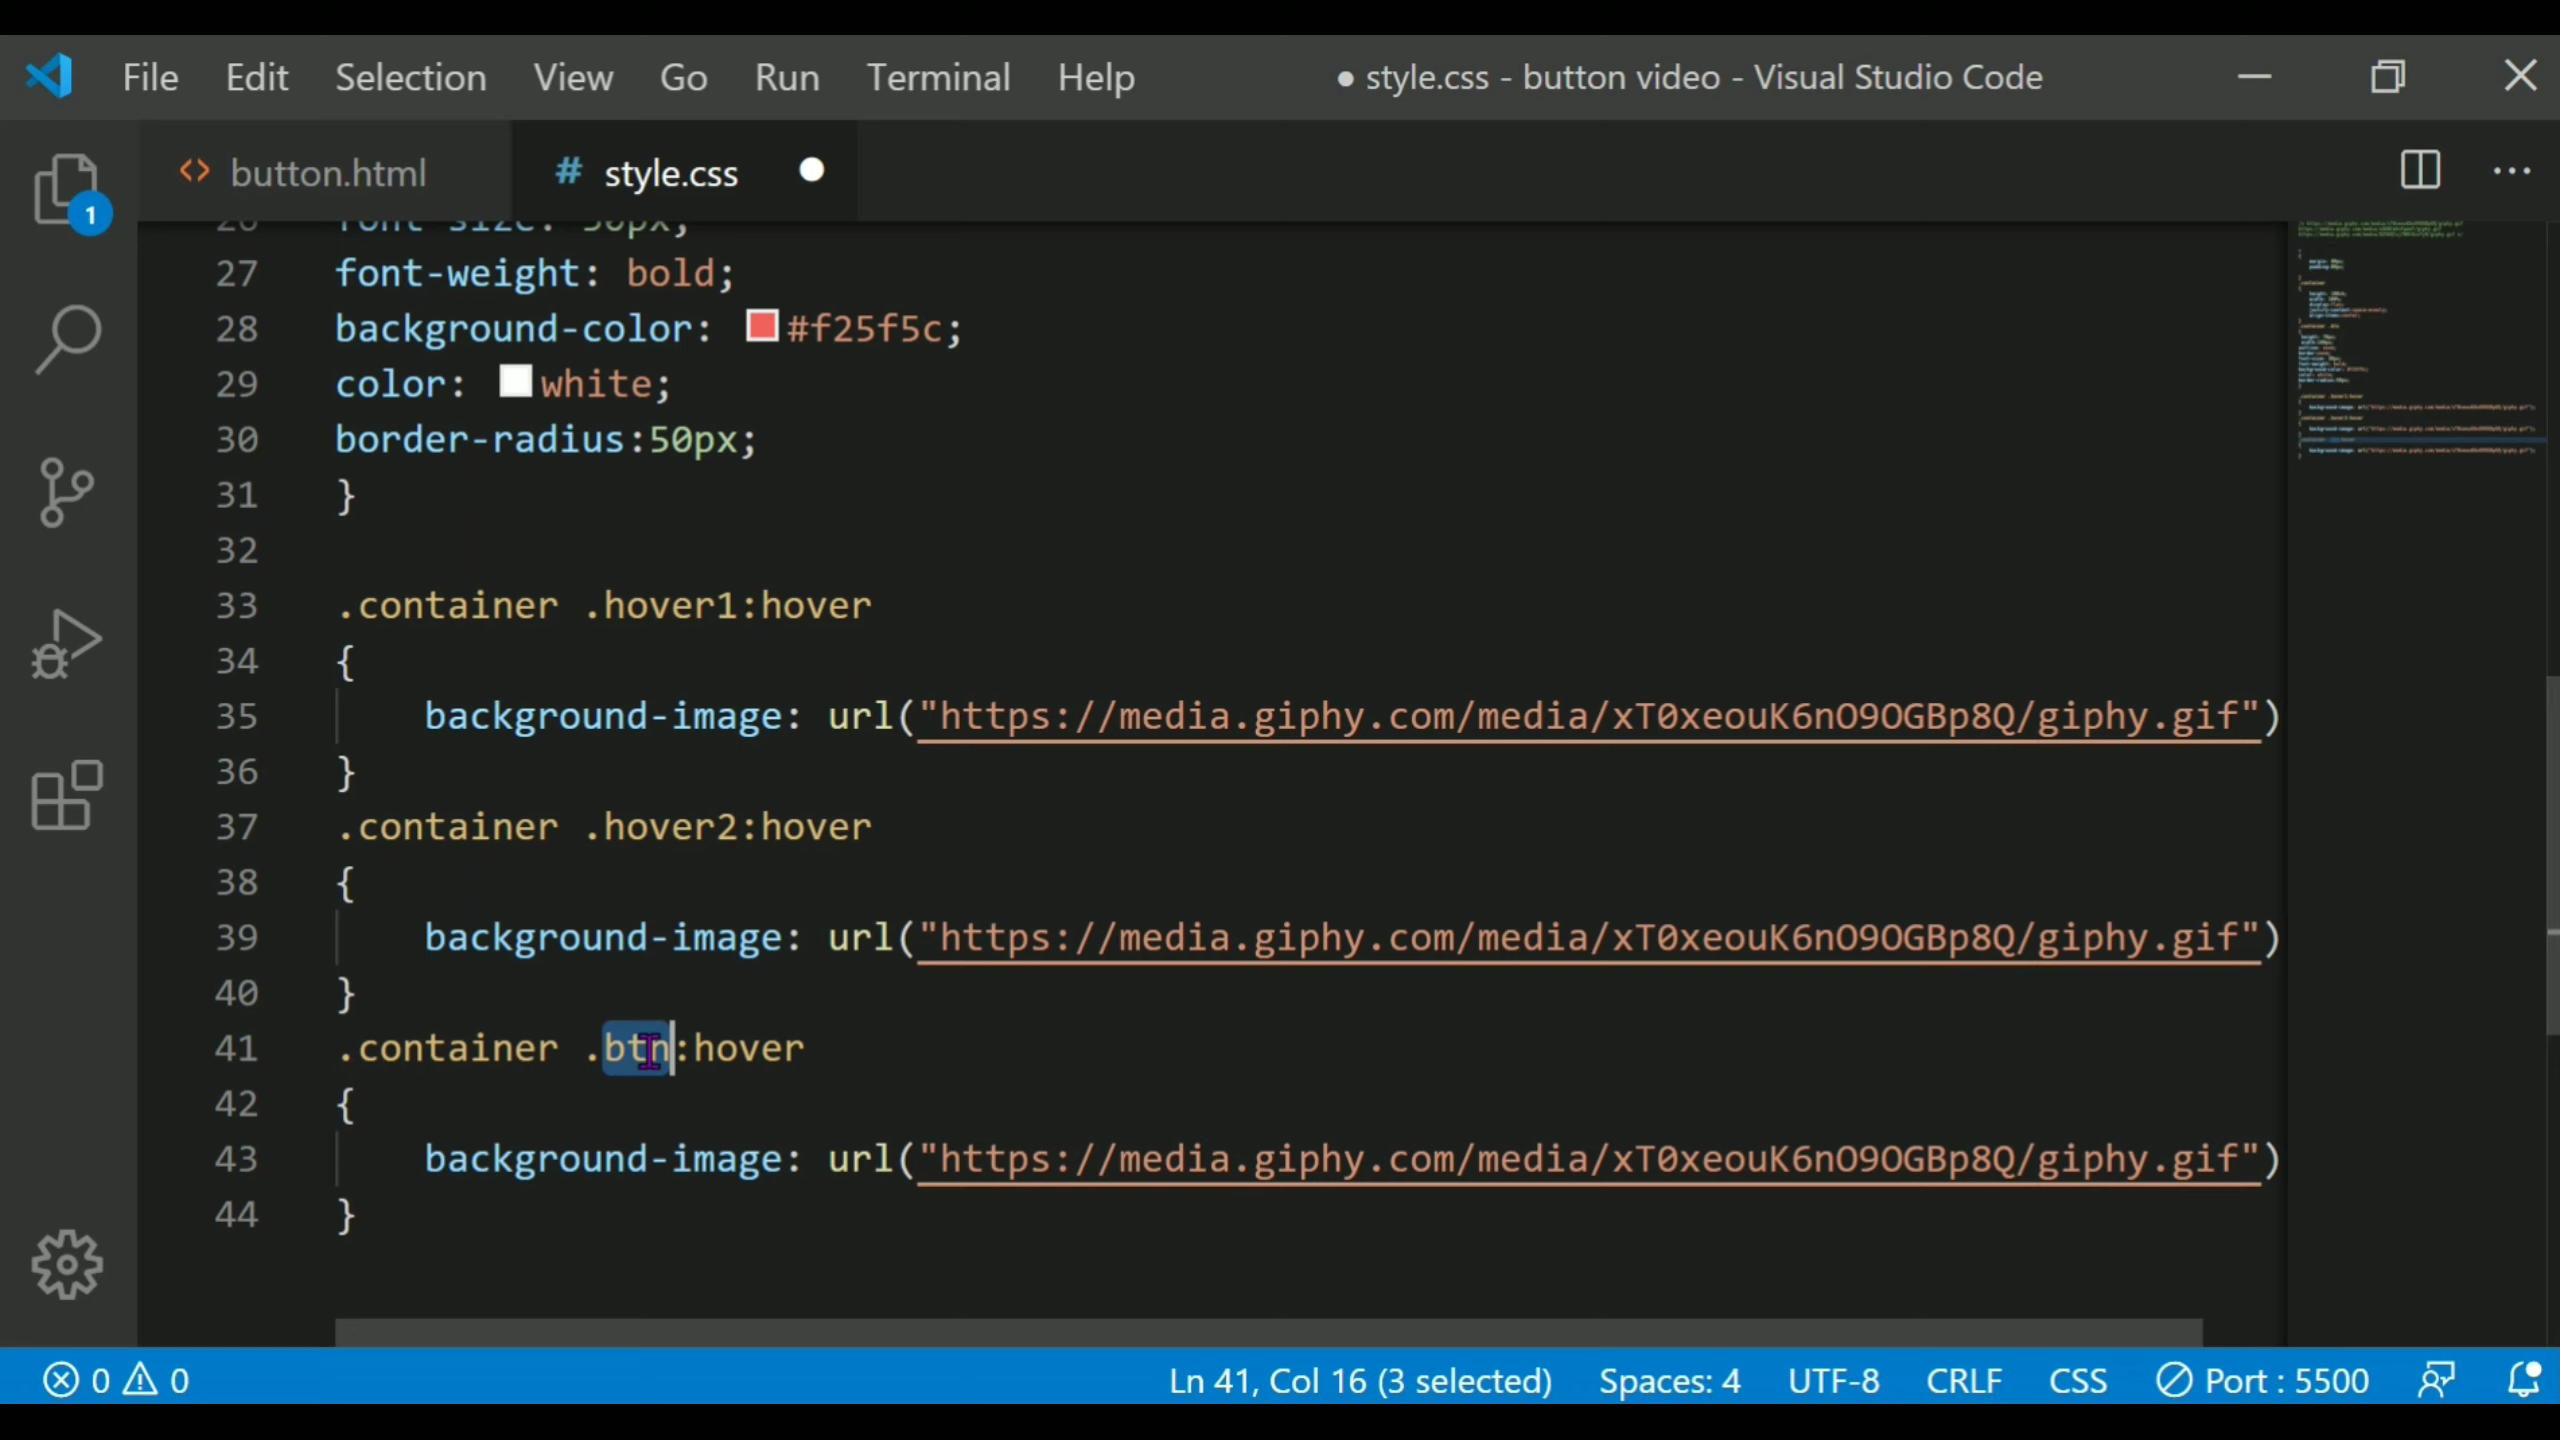 File Edit Selection View Go Run Terminal Help ● style.css - button video - Visual Studio Code
<> button.html # style.css
1
27 font-weight: bold;
28 background-color: #f25f5c;
29 color: white;
30 border-radius:50px;
31 }
32
33 .container .hover1:hover
34 {
35 background-image: url("https://media.giphy.com/media/xT0xeouK6nO9OGBp8Q/giphy.gif")
36 }
37 .container .hover2:hover
38 {
39 background-image: url("https://media.giphy.com/media/xT0xeouK6nO9OGBp8Q/giphy.gif")
40 }
41 .container .btn:hover
42 {
43 background-image: url("https://media.giphy.com/media/xT0xeouK6nO9OGBp8Q/giphy.gif")
44 }
0 0 Ln 41, Col 16 (3 selected) Spaces: 4 UTF-8 CRLF CSS Port : 5500